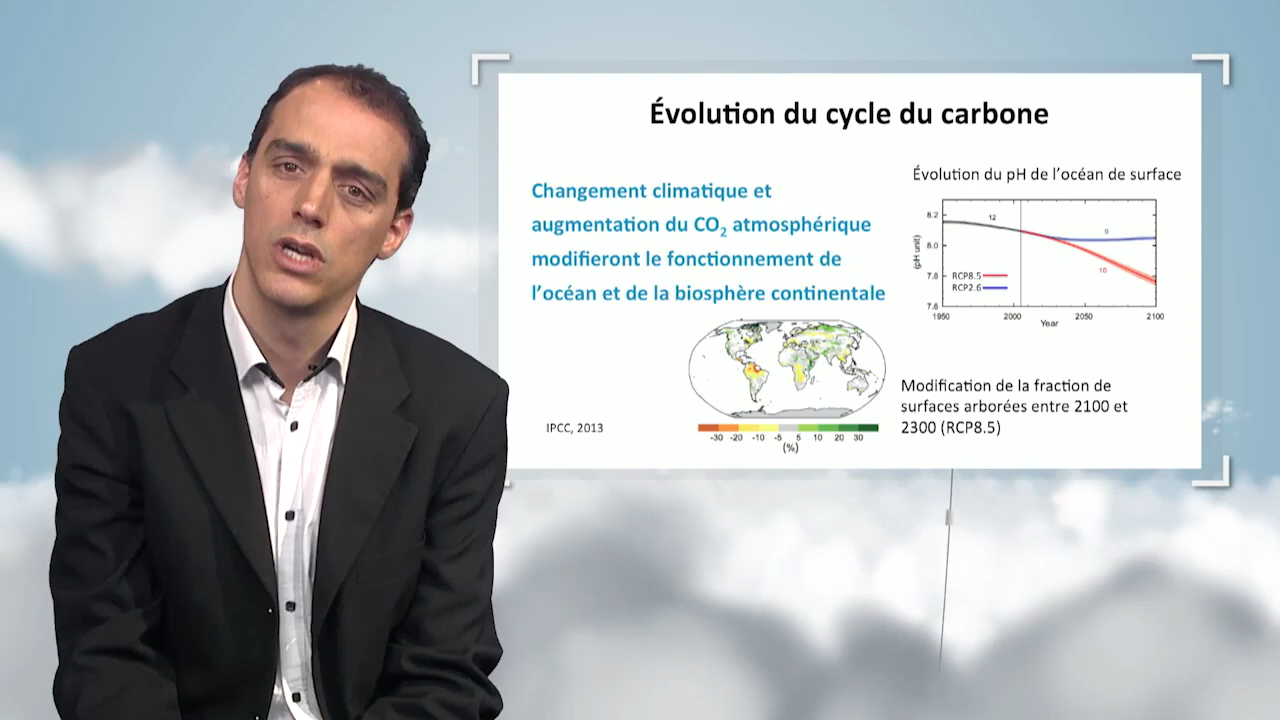 Évolution du cycle du carbone
Changement climatique et
augmentation du CO₂ atmosphérique
modifieront le fonctionnement de
l'océan et de la biosphère continentale
Évolution du pH de l'océan de surface
8.2
8.0
7.8
7.6
(pH unit)
12
9
10
RCP8.5
RCP2.6
1950
2000
2050
2100
Year
-30 -20 -10 -5 5 10 20 30
(%)
Modification de la fraction de
surfaces arborées entre 2100 et
2300 (RCP8.5)
IPCC, 2013